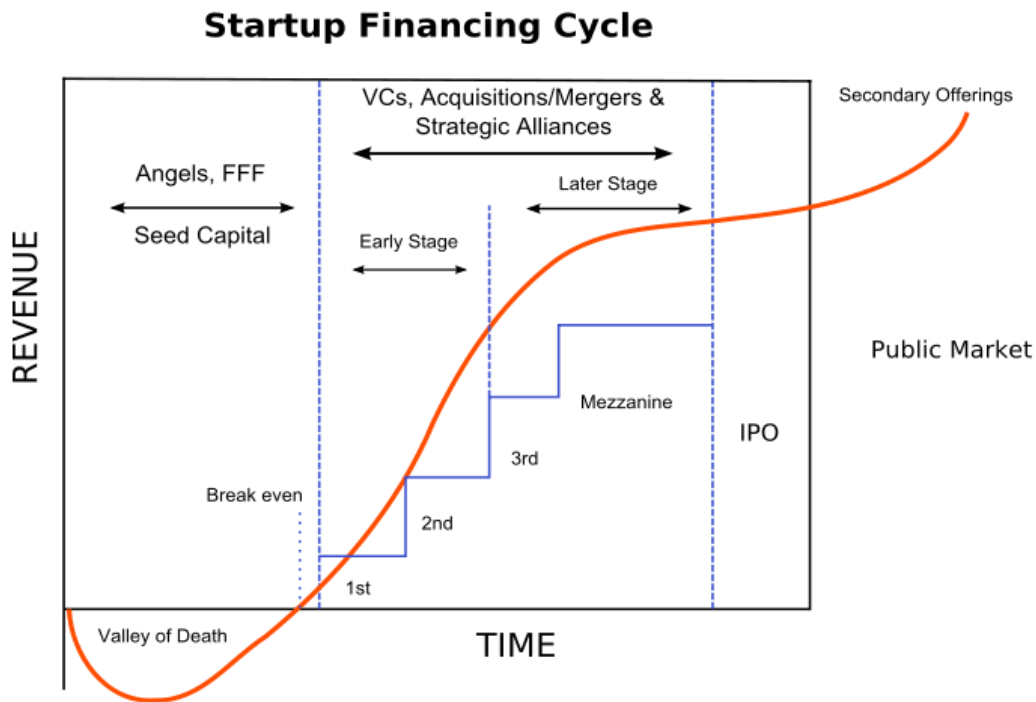 Startup Financing Cycle
Secondary Offerings
VCs, Acquisitions/Mergers &
Strategic Alliances
Angels, FFF
Later Stage
Seed Capital
Early Stage
REVENUE
Public Market
Mezzanine
IPO
3rd
Break even
2nd
1st
Valley of Death
TIME